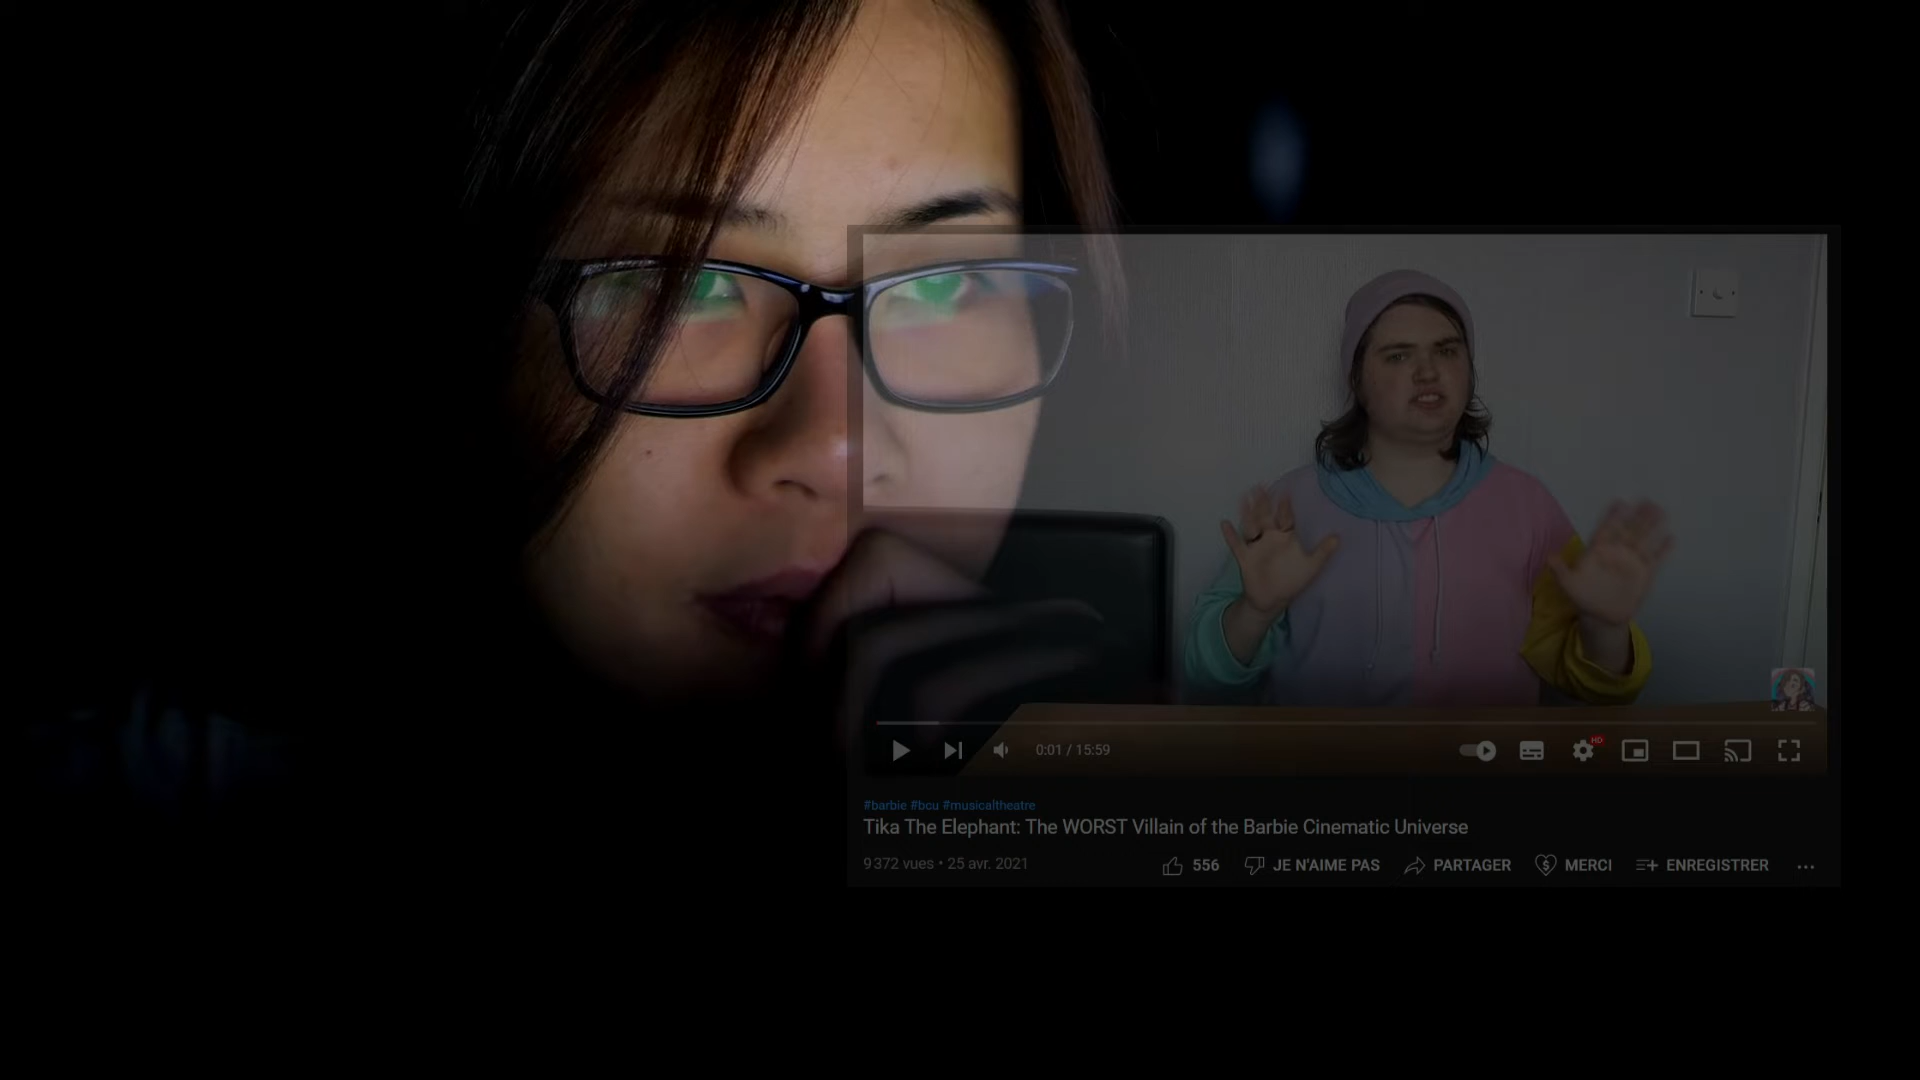 0:01 / 15:59
HD
#barbie #bcu #musicaltheatre
Tika The Elephant: The WORST Villain of the Barbie Cinematic Universe
9 372 vues • 25 avr. 2021
556 JE N'AIME PAS PARTAGER MERCI ENREGISTRER